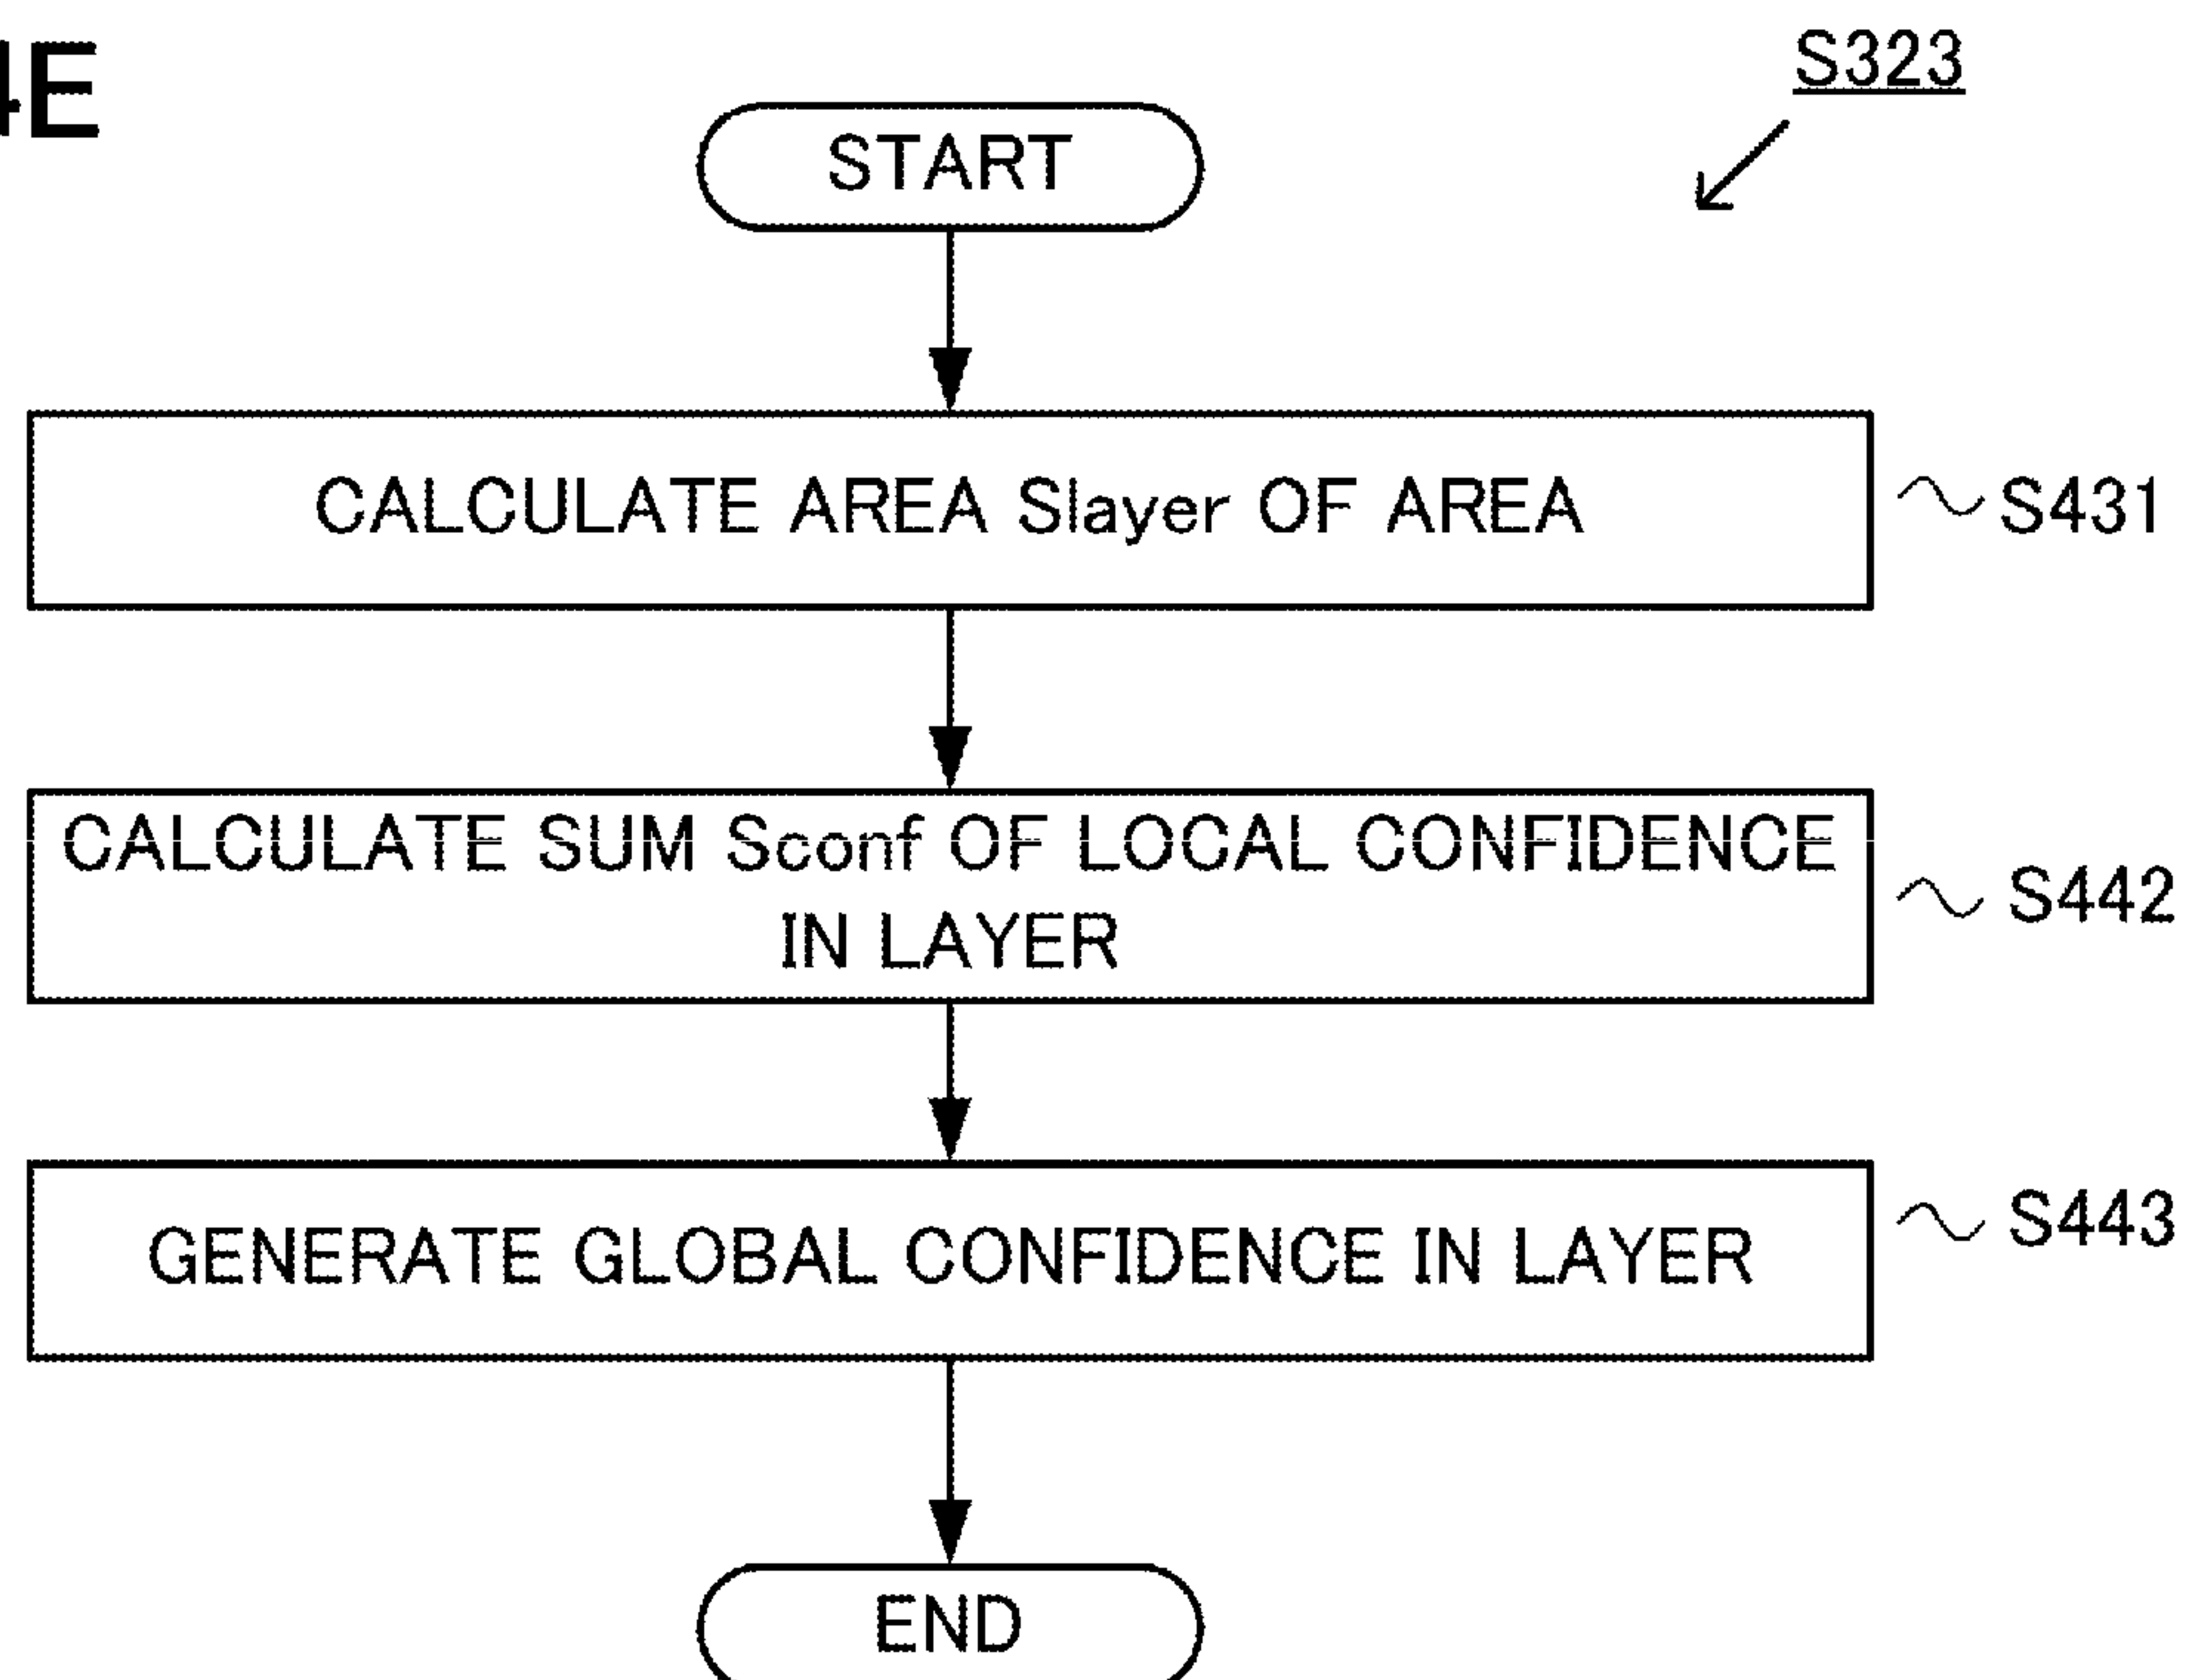 4E
S323
START
CALCULATE AREA Slayer OF AREA
S431
CALCULATE SUM Sconf OF LOCAL CONFIDENCE
IN LAYER
S442
GENERATE GLOBAL CONFIDENCE IN LAYER
S443
END